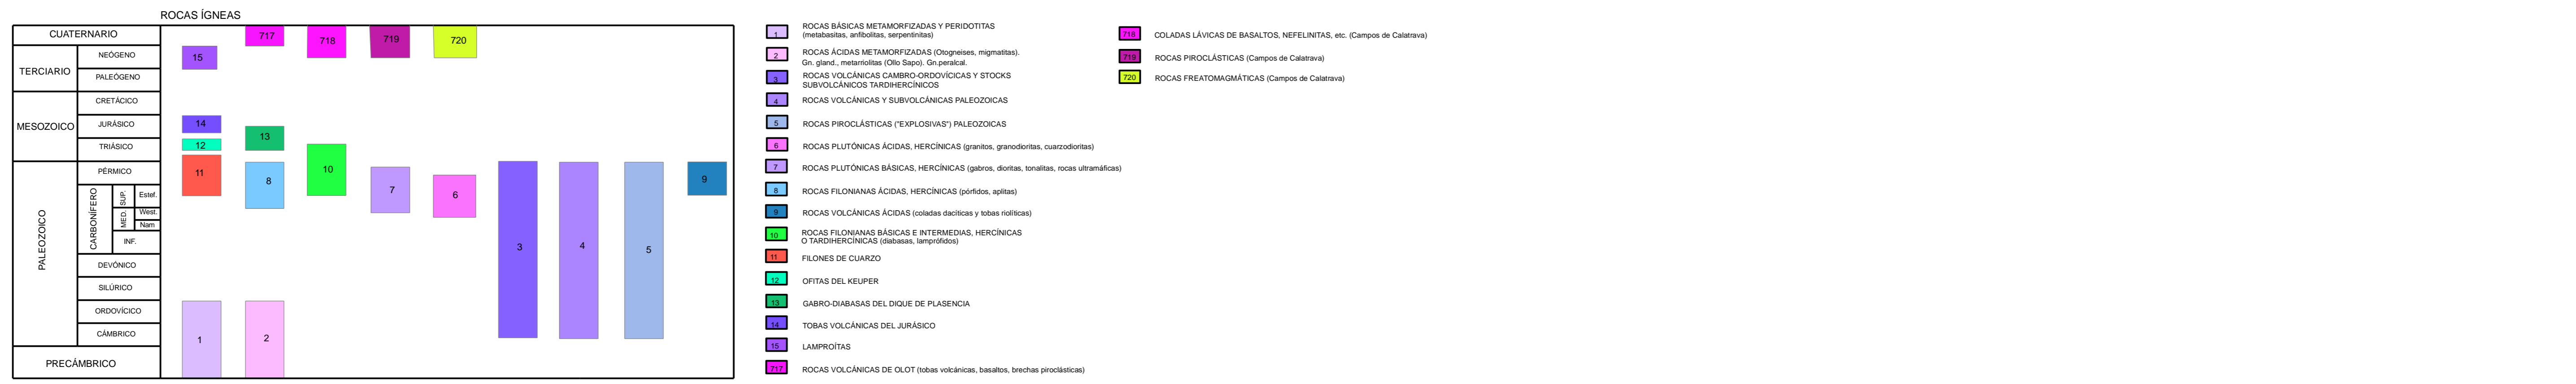 ROCAS ÍGNEAS
CUATERNARIO
TERCIARIO
NEÓGENO
PALEÓGENO
MESOZOICO
CRETÁCICO
JURÁSICO
TRIÁSICO
PALEOZOICO
PÉRMICO
CARBONÍFERO
SUP.
Estef.
MED.
West.
Nam
INF.
DEVÓNICO
SILÚRICO
ORDOVÍCICO
CÁMBRICO
PRECÁMBRICO
717
718
719
720
15
14
13
12
11
8
10
7
6
3
4
5
9
1
2
1 ROCAS BÁSICAS METAMORFIZADAS Y PERIDOTITAS
(metabasitas, anfibolitas, serpentinitas)
2 ROCAS ÁCIDAS METAMORFIZADAS (Otogneises, migmatitas).
Gn. gland., metarriolitas (Ollo Sapo). Gn.peralcal.
3 ROCAS VOLCÁNICAS CAMBRO-ORDOVÍCICAS Y STOCKS
SUBVOLCÁNICOS TARDIHERCÍNICOS
4 ROCAS VOLCÁNICAS Y SUBVOLCÁNICAS PALEOZOICAS
5 ROCAS PIROCLÁSTICAS ("EXPLOSIVAS") PALEOZOICAS
6 ROCAS PLUTÓNICAS ÁCIDAS, HERCÍNICAS (granitos, granodioritas, cuarzodioritas)
7 ROCAS PLUTÓNICAS BÁSICAS, HERCÍNICAS (gabros, dioritas, tonalitas, rocas ultramáficas)
8 ROCAS FILONIANAS ÁCIDAS, HERCÍNICAS (pórfidos, aplitas)
9 ROCAS VOLCÁNICAS ÁCIDAS (coladas dacíticas y tobas riolíticas)
10 ROCAS FILONIANAS BÁSICAS E INTERMEDIAS, HERCÍNICAS
O TARDIHERCÍNICAS (diabasas, lamprófidos)
11 FILONES DE CUARZO
12 OFITAS DEL KEUPER
13 GABRO-DIABASAS DEL DIQUE DE PLASENCIA
14 TOBAS VOLCÁNICAS DEL JURÁSICO
15 LAMPROÍTAS
717 ROCAS VOLCÁNICAS DE OLOT (tobas volcánicas, basaltos, brechas piroclásticas)
718 COLADAS LÁVICAS DE BASALTOS, NEFELINITAS, etc. (Campos de Calatrava)
719 ROCAS PIROCLÁSTICAS (Campos de Calatrava)
720 ROCAS FREATOMAGMÁTICAS (Campos de Calatrava)